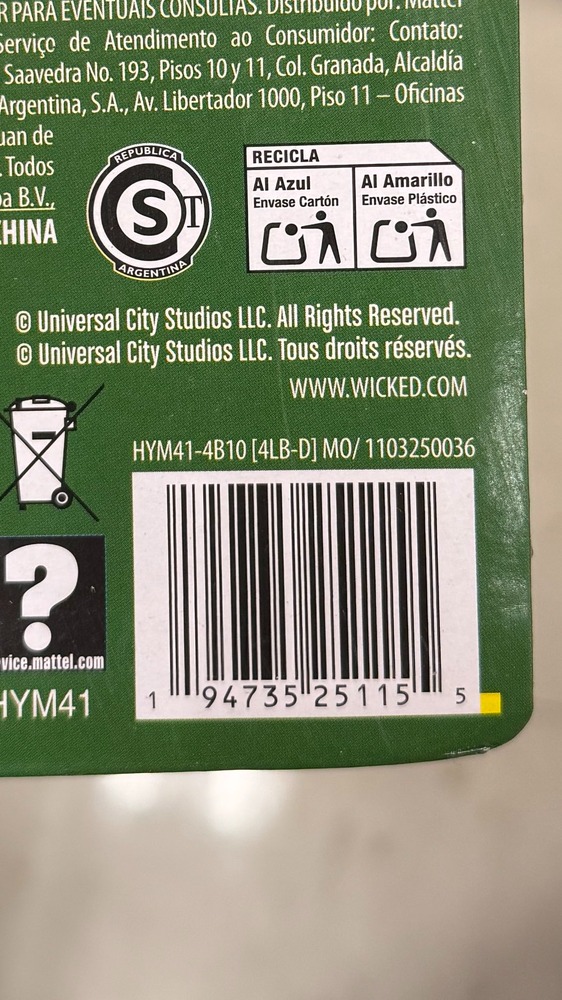 R PARA EVENTUAIS CONSULTAS. Distribuído por: Mattel
Serviço de Atendimento ao Consumidor: Contato:
Saavedra No. 193, Pisos 10 y 11, Col. Granada, Alcaldía
Argentina, S.A., Av. Libertador 1000, Piso 11 – Oficinas
uan de
. Todos
pa B.V.,
CHINA
REPUBLICA
CS T
ARGENTINA
RECICLA
Al Azul
Envase Cartón
Al Amarillo
Envase Plástico
© Universal City Studios LLC. All Rights Reserved.
© Universal City Studios LLC. Tous droits réservés.
WWW.WICKED.COM
HYM41-4B10 [4LB-D] MO/ 1103250036
?
vice.mattel.com
HYM41
1 94735 25115 5